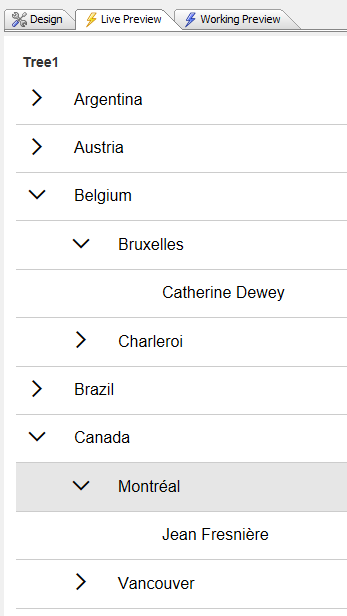 Design Live Preview Working Preview
Tree1
Argentina
Austria
Belgium
Bruxelles
Catherine Dewey
Charleroi
Brazil
Canada
Montréal
Jean Fresnière
Vancouver